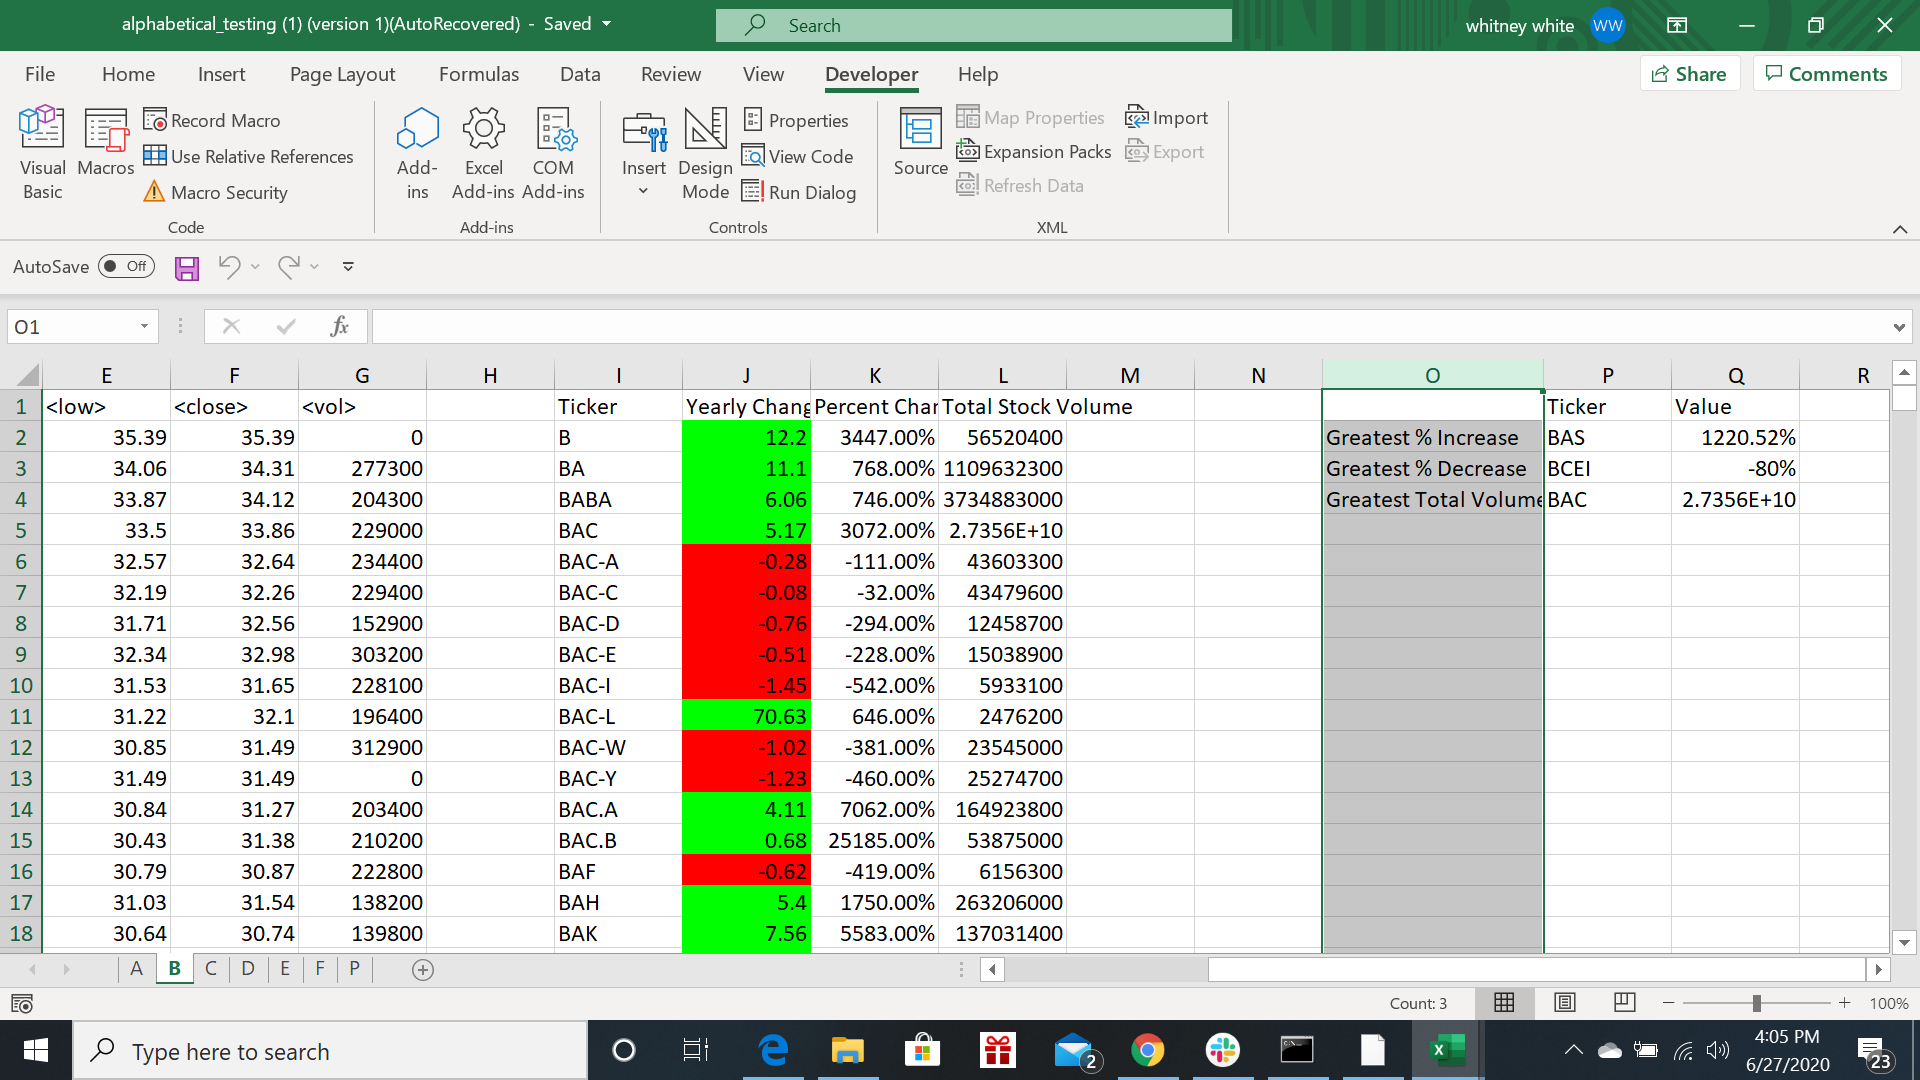 alphabetical_testing (1) (version 1)(AutoRecovered) - Saved
Search
whitney white
WW
File Home Insert Page Layout Formulas Data Review View Developer Help
Share
Comments
Visual Basic
Macros
Record Macro
Use Relative References
Macro Security
Code
Add-ins
Excel Add-ins
COM Add-ins
Add-ins
Insert
Design Mode
Properties
View Code
Run Dialog
Controls
Source
Map Properties
Expansion Packs
Refresh Data
Import
Export
XML
AutoSave Off
O1
fx
E F G H I J K L M N O P Q R
1 <low> <close> <vol> Ticker Yearly Chang Percent Char Total Stock Volume Ticker Value
2 35.39 35.39 0 B 12.2 3447.00% 56520400 Greatest % Increase BAS 1220.52%
3 34.06 34.31 277300 BA 11.1 768.00% 1109632300 Greatest % Decrease BCEI -80%
4 33.87 34.12 204300 BABA 6.06 746.00% 3734883000 Greatest Total Volume BAC 2.7356E+10
5 33.5 33.86 229000 BAC 5.17 3072.00% 2.7356E+10
6 32.57 32.64 234400 BAC-A -0.28 -111.00% 43603300
7 32.19 32.26 229400 BAC-C -0.08 -32.00% 43479600
8 31.71 32.56 152900 BAC-D -0.76 -294.00% 12458700
9 32.34 32.98 303200 BAC-E -0.51 -228.00% 15038900
10 31.53 31.65 228100 BAC-I -1.45 -542.00% 5933100
11 31.22 32.1 196400 BAC-L 70.63 646.00% 2476200
12 30.85 31.49 312900 BAC-W -1.02 -381.00% 23545000
13 31.49 31.49 0 BAC-Y -1.23 -460.00% 25274700
14 30.84 31.27 203400 BAC.A 4.11 7062.00% 164923800
15 30.43 31.38 210200 BAC.B 0.68 25185.00% 53875000
16 30.79 30.87 222800 BAF -0.62 -419.00% 6156300
17 31.03 31.54 138200 BAH 5.4 1750.00% 263206000
18 30.64 30.74 139800 BAK 7.56 5583.00% 137031400
A B C D E F P
Count: 3
100%
Type here to search
2
4:05 PM
6/27/2020
23